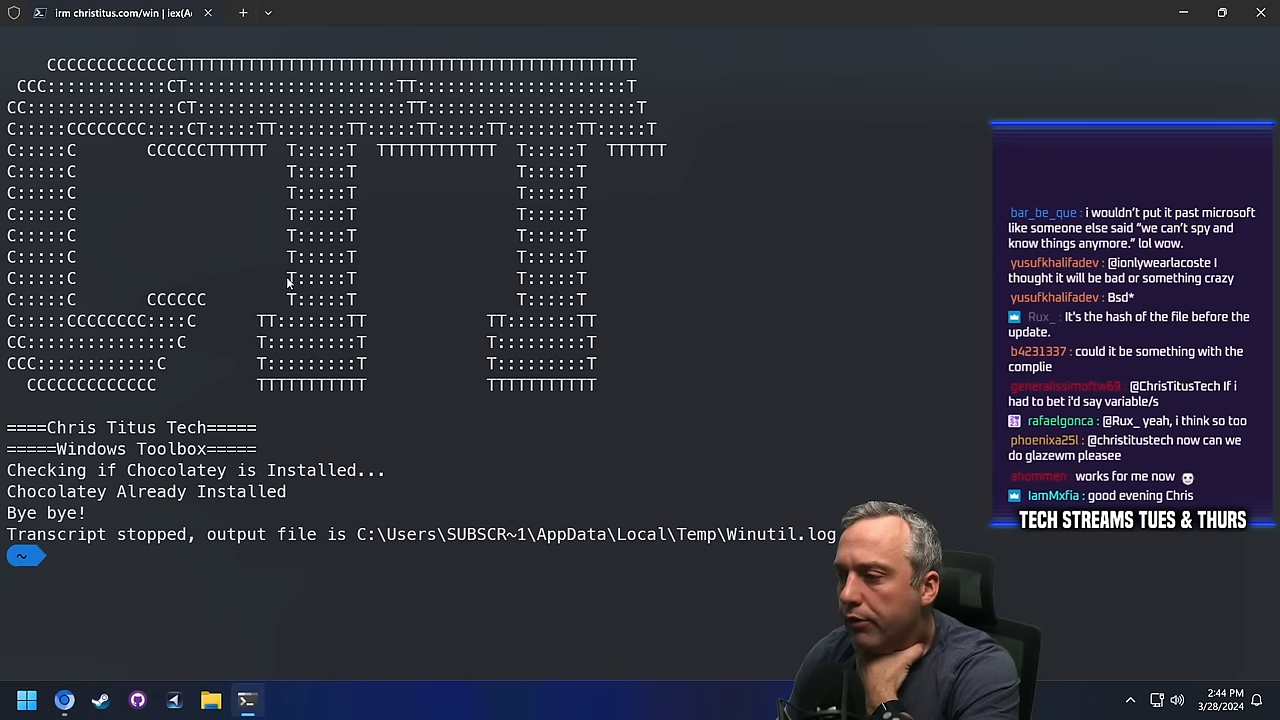 irm christitus.com/win | iex(A
CCCCCCCCCCCCCTTTTTTTTTTTTTTTTTTTTTTTTTTTTTTTTTTTTTTTTTTTTTT
CCC::::::::::::CT:::::::::::::::::::::TT:::::::::::::::::::::T
CC:::::::::::::::CT:::::::::::::::::::::TT:::::::::::::::::::::T
C:::::CCCCCCCC::::CT:::::TT:::::::TT:::::TT:::::TT:::::::TT:::::T
C:::::C       CCCCCCTTTTTT  T:::::T  TTTTTTTTTTTT  T:::::T  TTTTTT
C:::::C                     T:::::T                T:::::T
C:::::C                     T:::::T                T:::::T
C:::::C                     T:::::T                T:::::T
C:::::C                     T:::::T                T:::::T
C:::::C                     T:::::T                T:::::T
C:::::C                     T:::::T                T:::::T
C:::::C       CCCCCC        T:::::T                T:::::T
C:::::CCCCCCCC::::C      TT:::::::TT            TT:::::::TT
CC:::::::::::::::C       T:::::::::T            T:::::::::T
CCC::::::::::::C         T:::::::::T            T:::::::::T
CCCCCCCCCCCCC          TTTTTTTTTTT            TTTTTTTTTTT
====Chris Titus Tech=====
=====Windows Toolbox=====
Checking if Chocolatey is Installed...
Chocolatey Already Installed
Bye bye!
Transcript stopped, output file is C:\Users\SUBSCR~1\AppData\Local\Temp\Winutil.log
~
bar_be_que : i wouldn't put it past microsoft
like someone else said "we can't spy and
know things anymore." lol wow.
yusufkhalifadev : @ionlywearlacoste I
thought it will be bad or something crazy
yusufkhalifadev : Bsd*
Rux_ : It's the hash of the file before the
update.
b4231337 : could it be something with the
complie
generalissimoftw69 : @ChrisTitusTech If i
had to bet i'd say variable/s
rafaelgonca : @Rux_ yeah, i think so too
phoenixa25l : @christitustech now can we
do glazewm pleasee
ahommen : works for me now
IamMxfia : good evening Chris
TECH STREAMS TUES & THURS
2:44 PM
3/28/2024